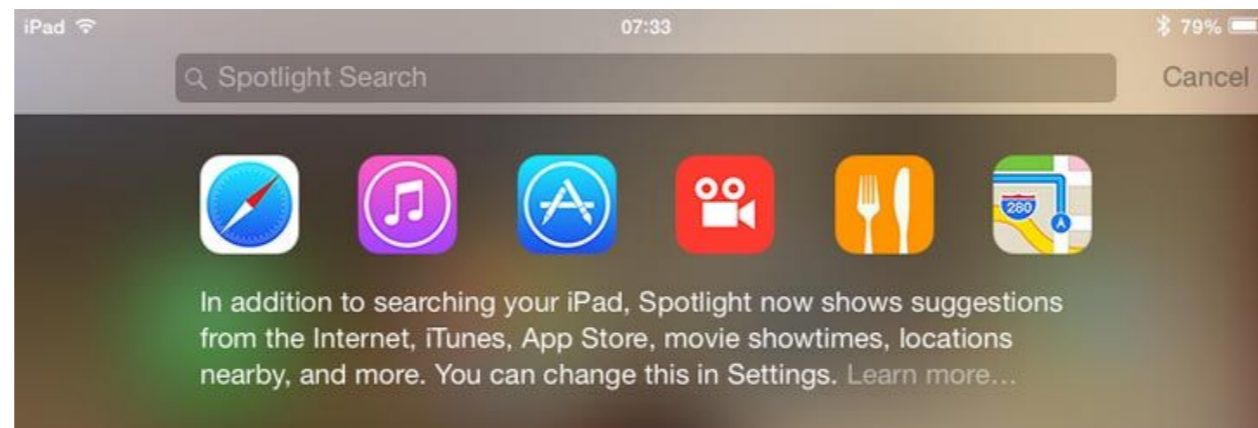 iPad 07:33 79%
Spotlight Search Cancel
280
A
In addition to searching your iPad, Spotlight now shows suggestions
from the Internet, iTunes, App Store, movie showtimes, locations
nearby, and more. You can change this in Settings. Learn more...